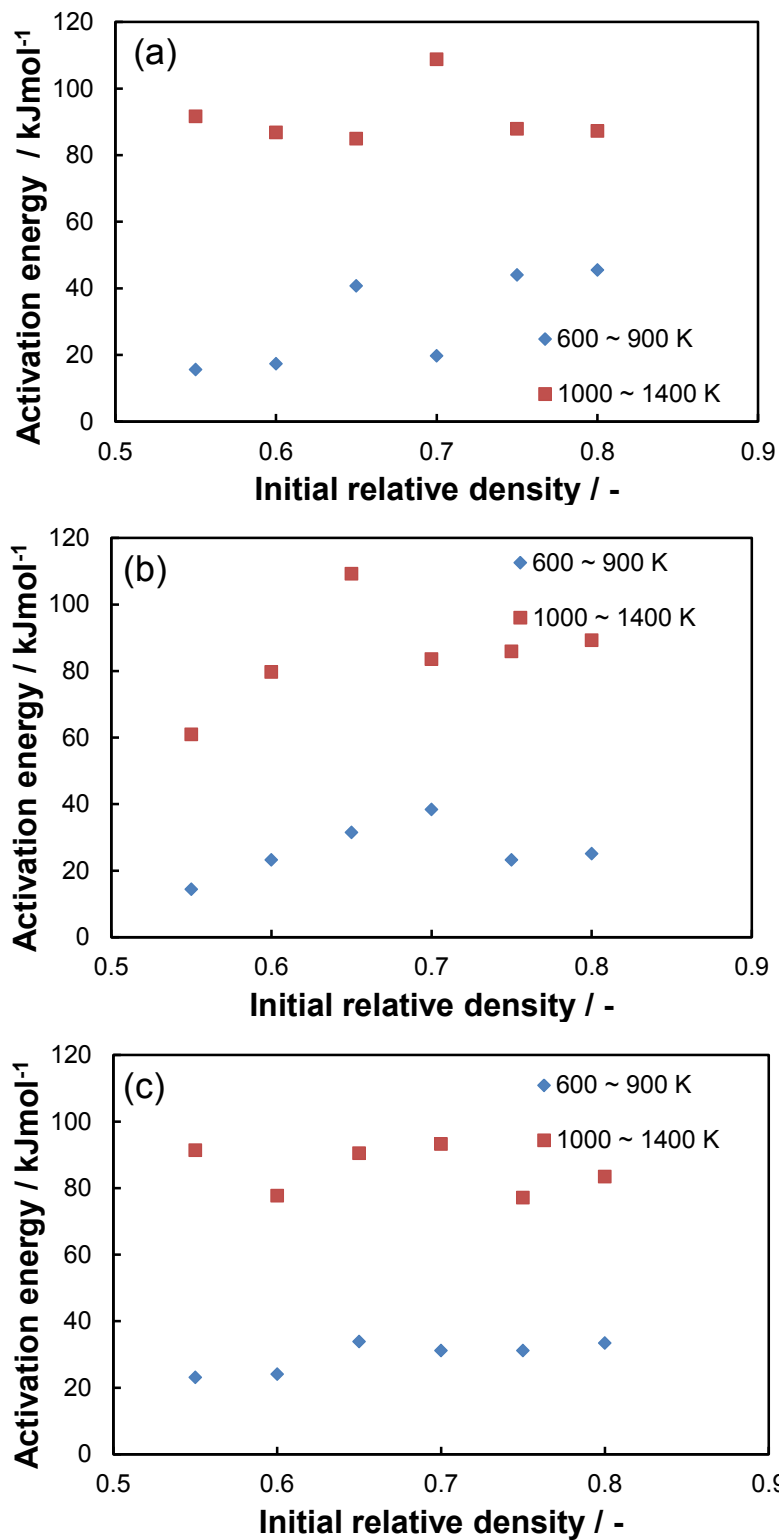 (a)
Activation energy / kJmol-1
120
100
80
60
40
20
0
600 ~ 900 K
1000 ~ 1400 K
0.5 0.6 0.7 0.8 0.9
Initial relative density / -
(b)
Activation energy / kJmol-1
120
100
80
60
40
20
0
600 ~ 900 K
1000 ~ 1400 K
0.5 0.6 0.7 0.8 0.9
Initial relative density / -
(c)
Activation energy / kJmol-1
120
100
80
60
40
20
0
600 ~ 900 K
1000 ~ 1400 K
0.5 0.6 0.7 0.8 0.9
Initial relative density / -